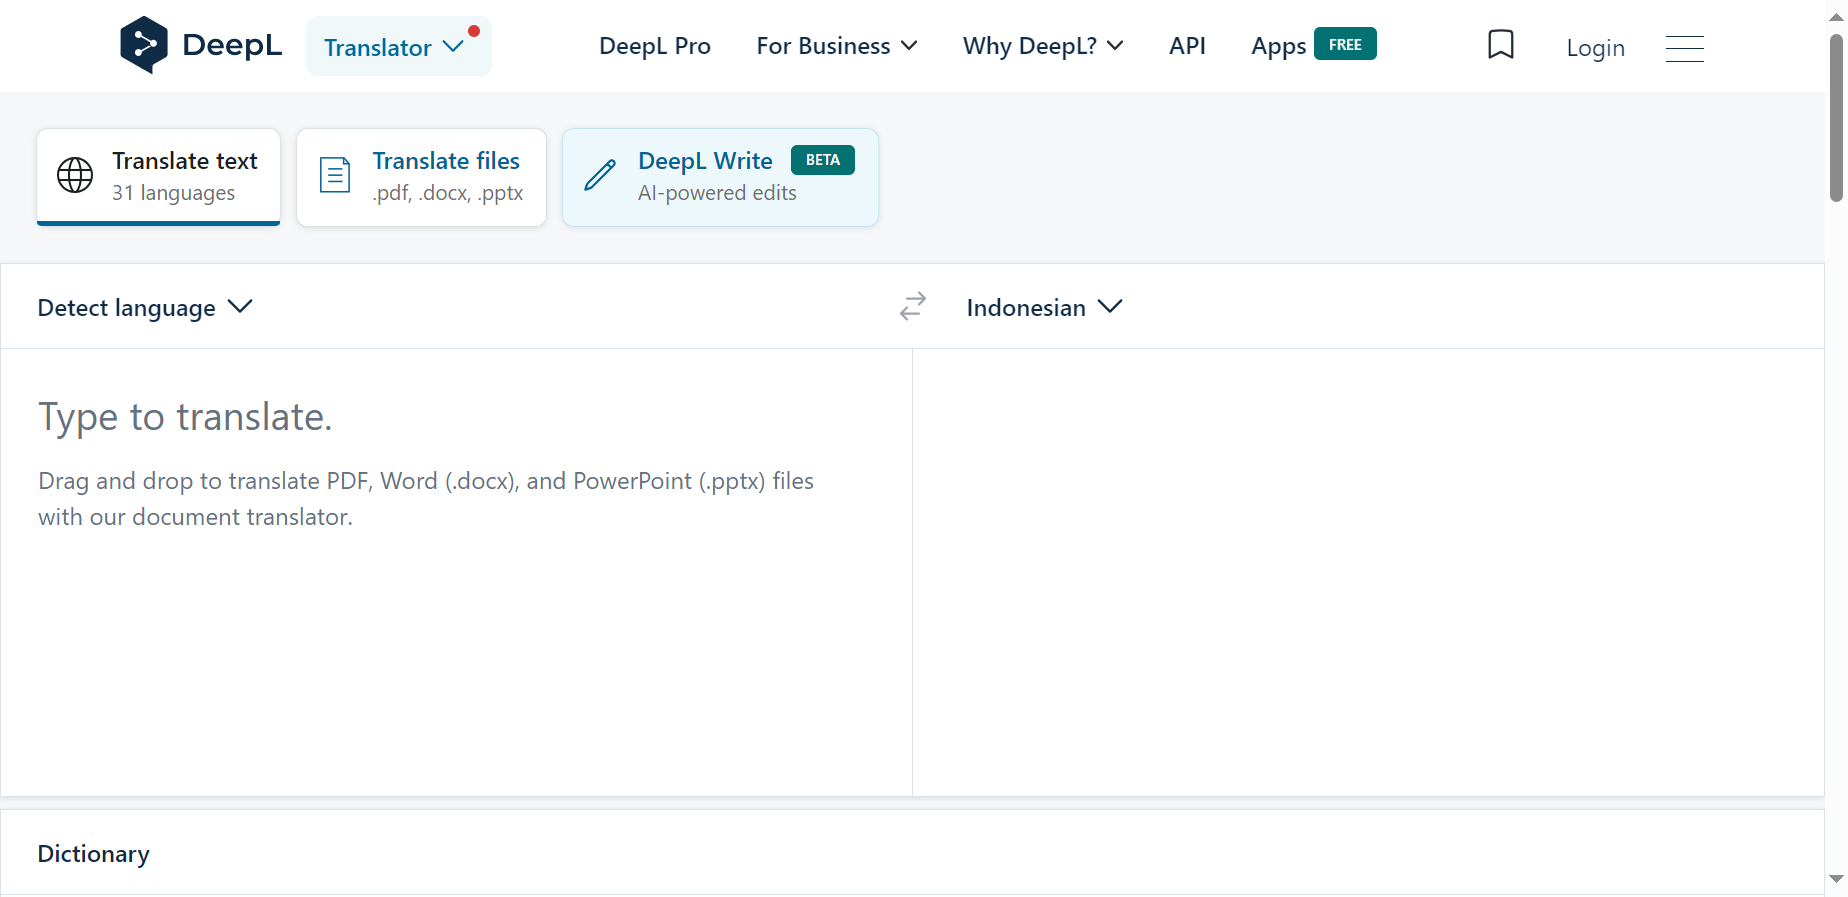 DeepL
Translator
DeepL Pro
For Business
Why DeepL?
API
Apps FREE
Login
Translate text
31 languages
Translate files
.pdf, .docx, .pptx
DeepL Write BETA
AI-powered edits
Detect language
Indonesian
Type to translate.
Drag and drop to translate PDF, Word (.docx), and PowerPoint (.pptx) files
with our document translator.
Dictionary